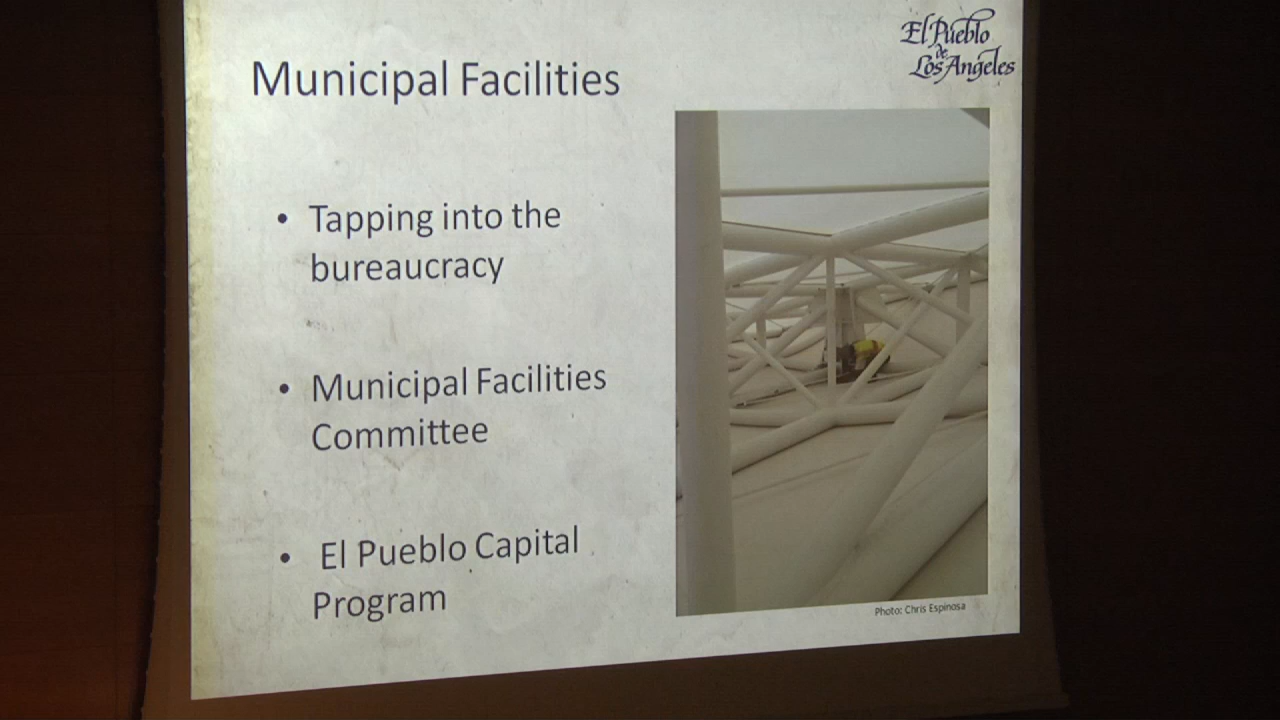 El Pueblo
de
Los Angeles
Municipal Facilities
• Tapping into the
bureaucracy
• Municipal Facilities
Committee
• El Pueblo Capital
Program
Photo: Chris Espinosa